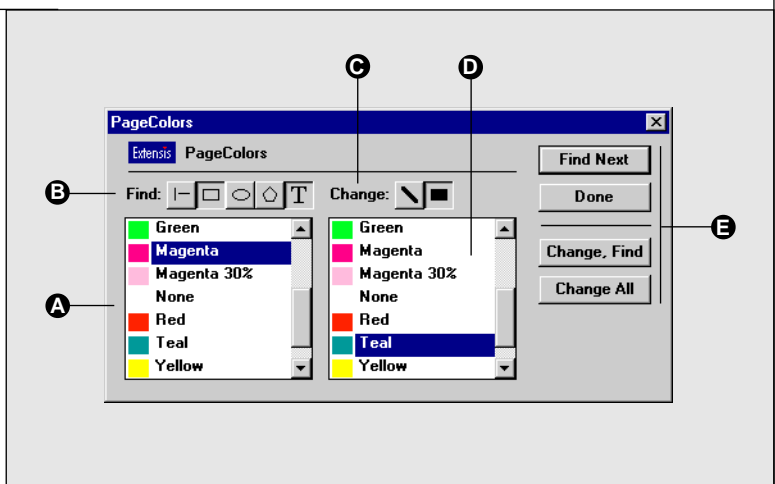 C D
PageColors
Extensis PageColors
Find Next
B Find: T Change:
Done
E
Green Green
Magenta Magenta
Change, Find
Magenta 30% Magenta 30%
None None
Change All
A
Red Red
Teal Teal
Yellow Yellow